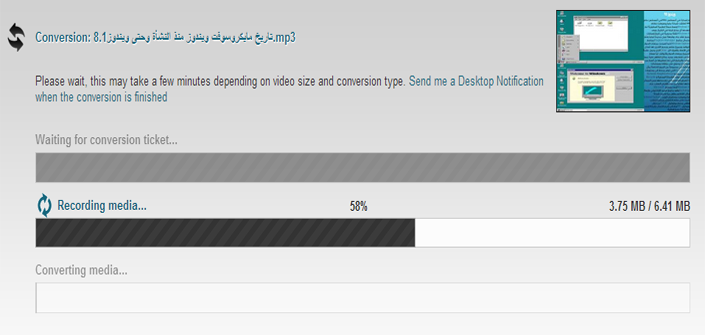 Conversion: 8.1تاريخ مايكروسوفت ويندوز منذ النشأة وحتى ويندوز.mp3
Please wait, this may take a few minutes depending on video size and conversion type. Send me a Desktop Notification
when the conversion is finished
Waiting for conversion ticket...
Recording media... 58% 3.75 MB / 6.41 MB
Converting media...